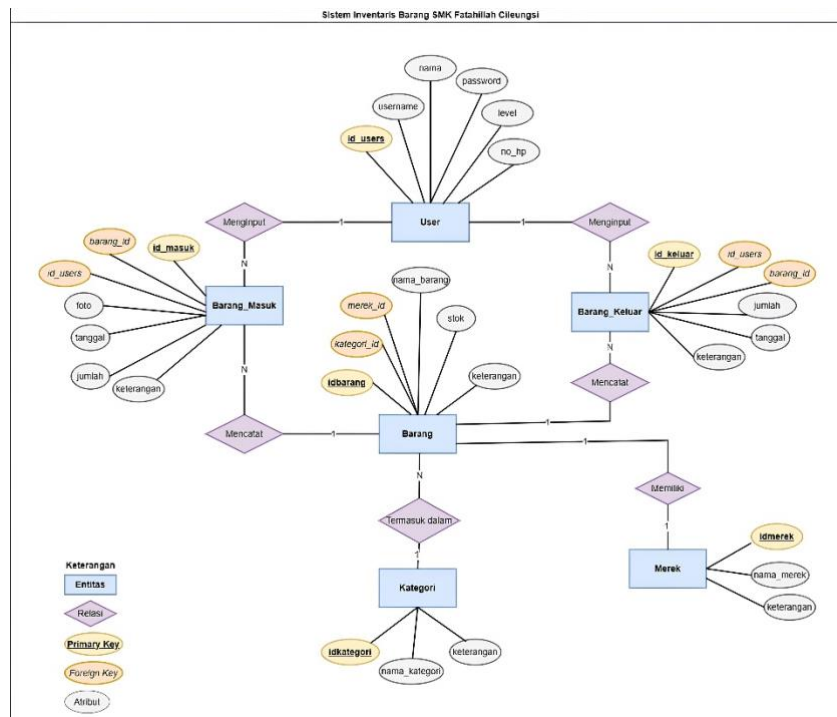 Sistem Inventaris Barang SMK Fatahillah Cileungsi
nama
password
username
level
id_users
no_hp
Menginput
1
User
1
Menginput
N
N
barang_id
id_masuk
id_users
foto
tanggal
jumlah
keterangan
Barang_Masuk
id_keluar
id_users
barang_id
jumlah
tanggal
keterangan
Barang_Keluar
nama_barang
merek_id
stok
kategori_id
keterangan
idbarang
N
Mencatat
1
Barang
1
N
Mencatat
1
Memiliki
1
N
Termasuk dalam
1
Kategori
idkategori
nama_kategori
keterangan
Merek
idmerek
nama_merek
keterangan
Keterangan
Entitas
Relasi
Primary Key
Foreign Key
Atribut